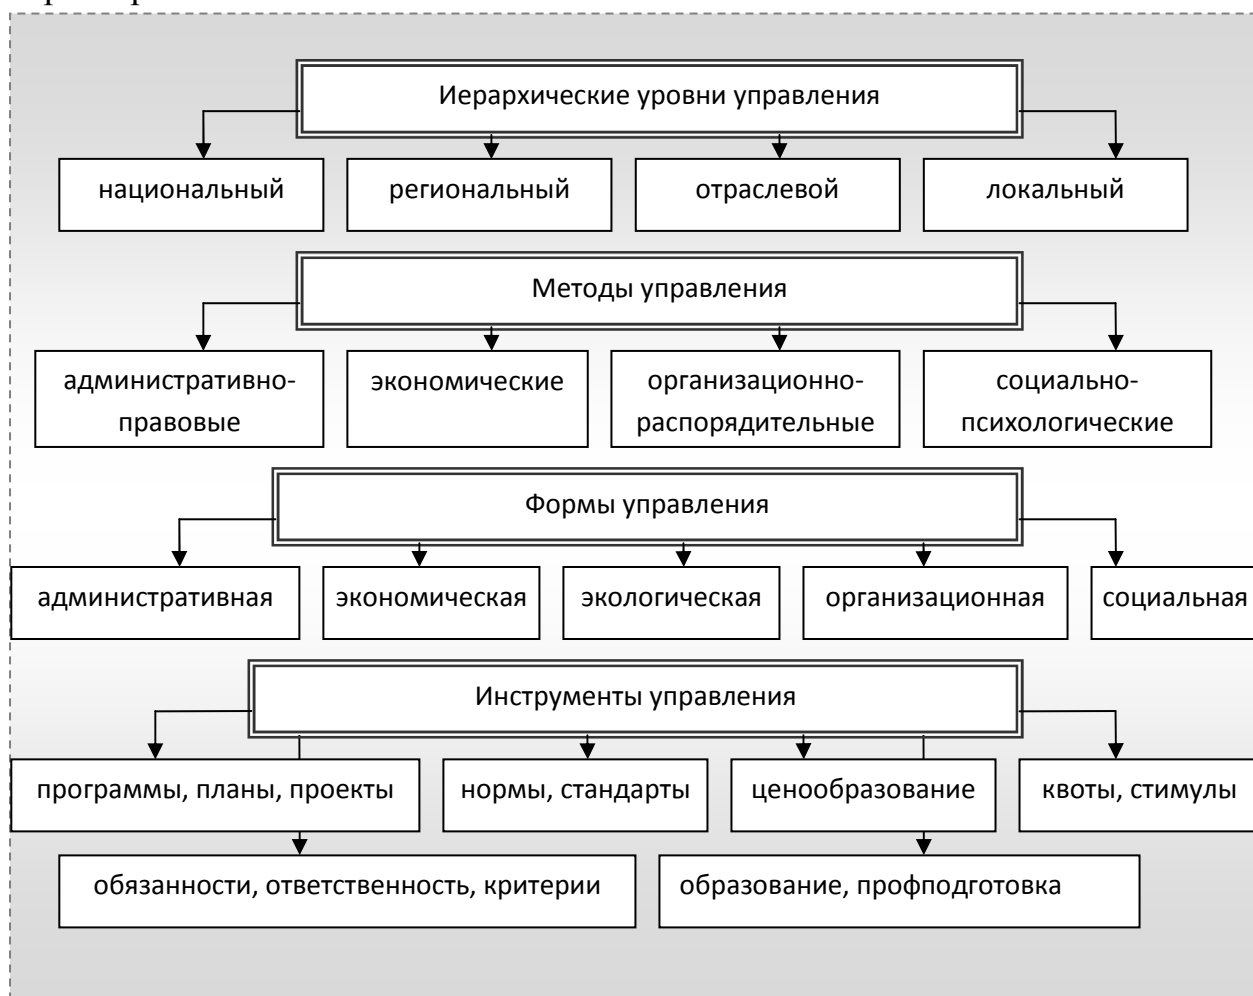 Иерархические уровни управления
национальный
региональный
отраслевой
локальный
Методы управления
административно-
правовые
экономические
организационно-
распорядительные
социально-
психологические
Формы управления
административная
экономическая
экологическая
организационная
социальная
Инструменты управления
программы, планы, проекты
нормы, стандарты
ценообразование
квоты, стимулы
обязанности, ответственность, критерии
образование, профподготовка